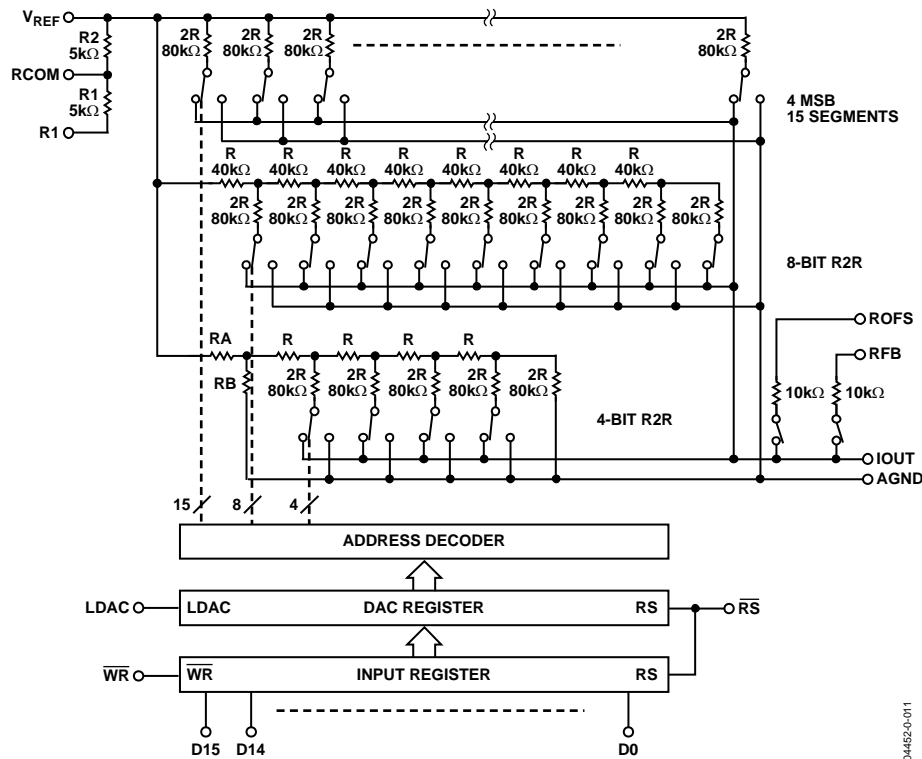 VREF
R2
5kΩ
RCOM
R1
5kΩ
R1
2R 2R 2R 2R
80kΩ 80kΩ 80kΩ 80kΩ
4 MSB
15 SEGMENTS
R R R R R R R R
40kΩ 40kΩ 40kΩ 40kΩ 40kΩ 40kΩ 40kΩ 40kΩ
2R 2R 2R 2R 2R 2R 2R 2R 2R
80kΩ 80kΩ 80kΩ 80kΩ 80kΩ 80kΩ 80kΩ 80kΩ 80kΩ
8-BIT R2R
ROFS
RA R R R R
RFB
RB
2R 2R 2R 2R 2R
80kΩ 80kΩ 80kΩ 80kΩ 80kΩ
10kΩ 10kΩ
4-BIT R2R
IOUT
AGND
15 8 4
ADDRESS DECODER
LDAC LDAC DAC REGISTER RS RS
WR WR INPUT REGISTER RS
D15 D14 D0
04452-0-011